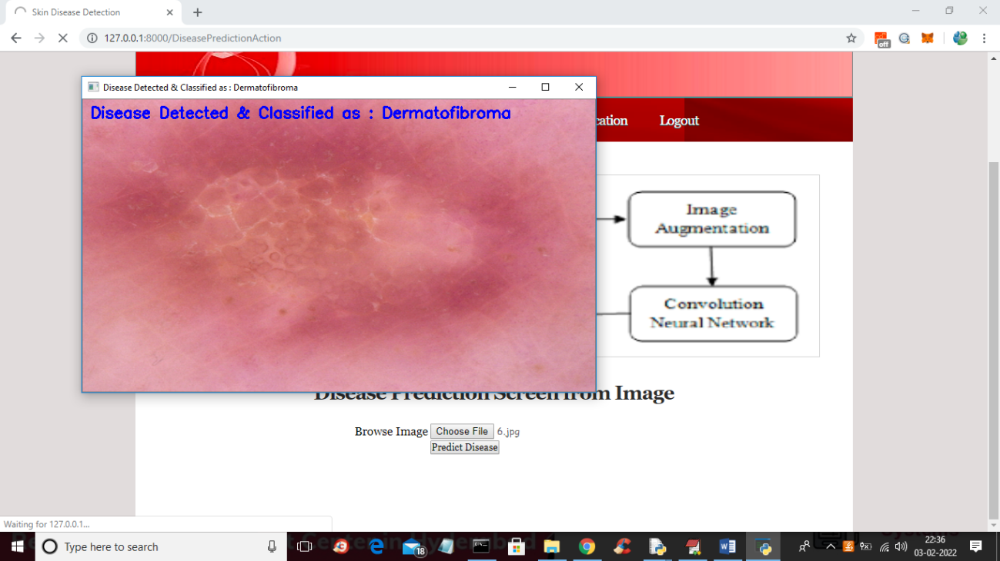 Skin Disease Detection
127.0.0.1:8000/DiseasePredictionAction
off
Disease Detected & Classified as : Dermatofibroma
Disease Detected & Classified as : Dermatofibroma
cation Logout
Image
Augmentation
Convolution
Neural Network
Disease Prediction Screen from Image
Browse Image Choose File 6.jpg
Predict Disease
Waiting for 127.0.0.1...
Type here to search
18
22:36
03-02-2022